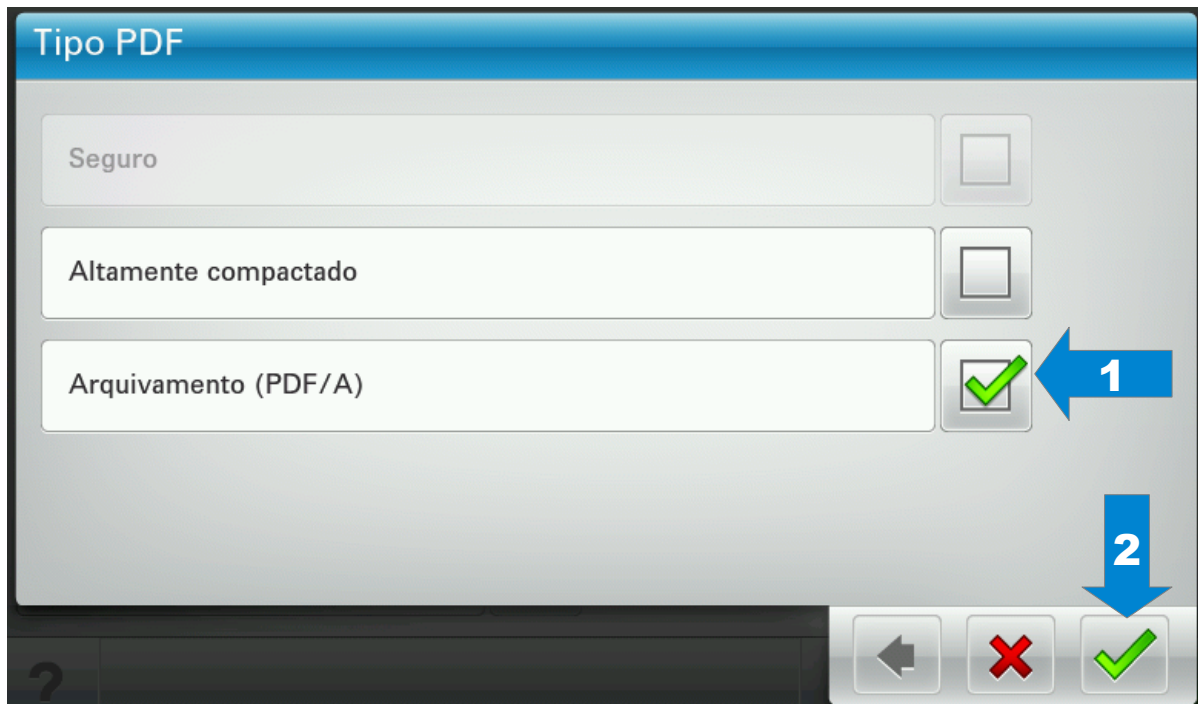 Tipo PDF
Seguro
Altamente compactado
Arquivamento (PDF/A)
1
2
?